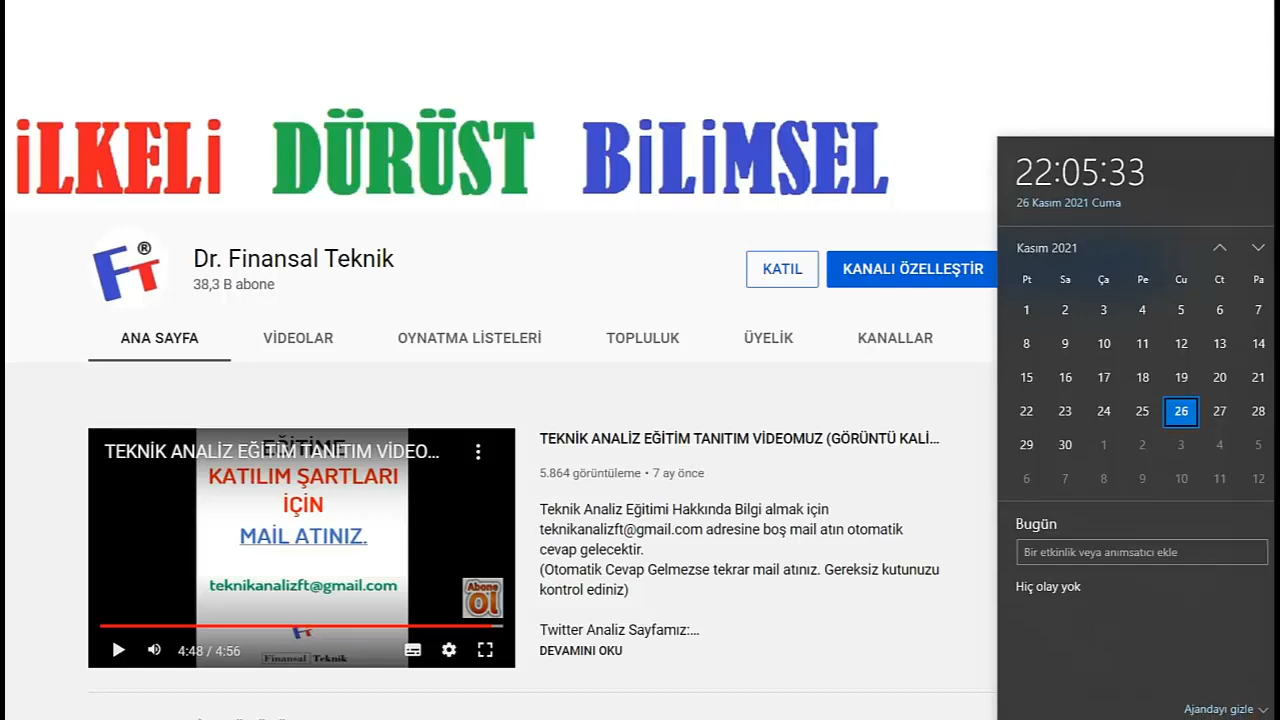 İLKELİ DÜRÜST BİLİMSEL
FT®
Dr. Finansal Teknik
38,3 B abone
KATIL
KANALI ÖZELLEŞTİR
ANA SAYFA VİDEOLAR OYNATMA LİSTELERİ TOPLULUK ÜYELİK KANALLAR
TEKNİK ANALİZ EĞİTİM TANITIM VİDEO...
EĞİTİME
KATILIM ŞARTLARI
İÇİN
MAİL ATINIZ.
teknikanalizft@gmail.com
Abone
Ol
4:48 / 4:56
Finansal Teknik
TEKNİK ANALİZ EĞİTİM TANITIM VİDEOMUZ (GÖRÜNTÜ KALİ...
5.864 görüntüleme • 7 ay önce
Teknik Analiz Eğitimi Hakkında Bilgi almak için
teknikanalizft@gmail.com adresine boş mail atın otomatik
cevap gelecektir.
(Otomatik Cevap Gelmezse tekrar mail atınız. Gereksiz kutunuzu
kontrol ediniz)
Twitter Analiz Sayfamız:...
DEVAMINI OKU
22:05:33
26 Kasım 2021 Cuma
Kasım 2021
Pt Sa Ça Pe Cu Ct Pa
1 2 3 4 5 6 7
8 9 10 11 12 13 14
15 16 17 18 19 20 21
22 23 24 25 26 27 28
29 30 1 2 3 4 5
6 7 8 9 10 11 12
Bugün
Bir etkinlik veya anımsatıcı ekle
Hiç olay yok
Ajandayı gizle